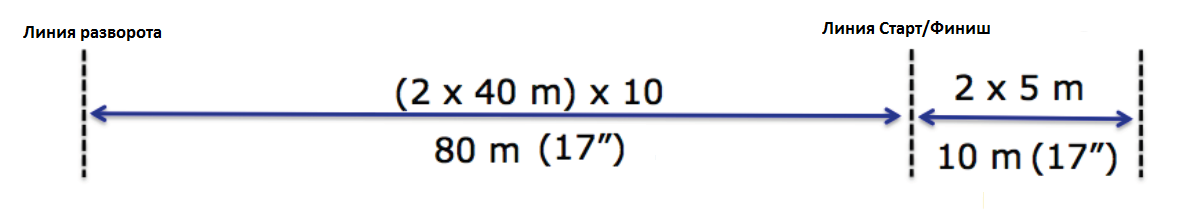 Линия разворота
Линия Старт/Финиш
(2 x 40 m) x 10
2 x 5 m
80 m (17”)
10 m (17”)